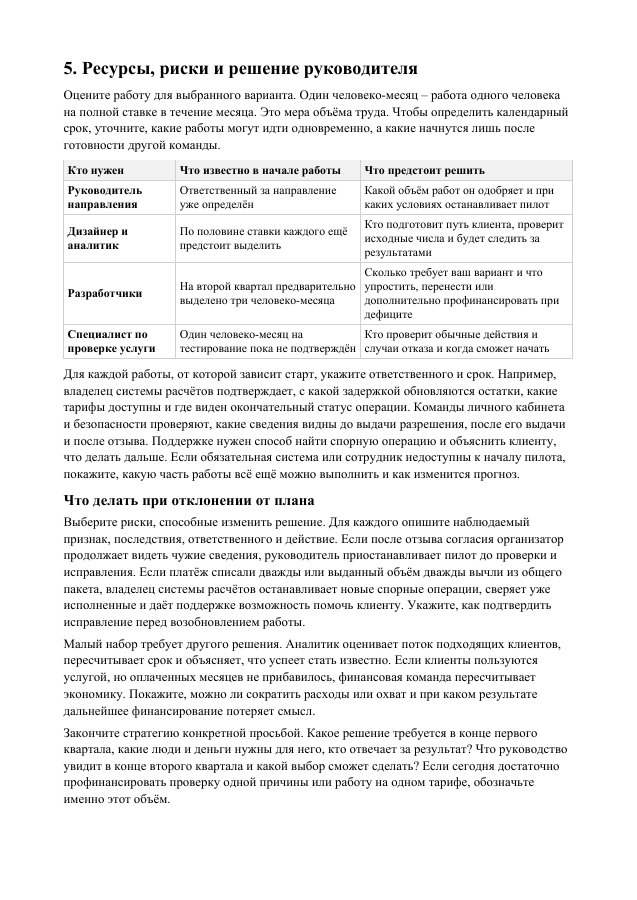 5. Ресурсы, риски и решение руководителя
Оцените работу для выбранного варианта. Один человеко-месяц – работа одного человека
на полной ставке в течение месяца. Это мера объёма труда. Чтобы определить календарный
срок, уточните, какие работы могут идти одновременно, а какие начнутся лишь после
готовности другой команды.
Кто нужен
Что известно в начале работы
Что предстоит решить
Руководитель
направления
Ответственный за направление
уже определён
Какой объём работ он одобряет и при
каких условиях останавливает пилот
Дизайнер и
аналитик
По половине ставки каждого ещё
предстоит выделить
Кто подготовит путь клиента, проверит
исходные числа и будет следить за
результатами
Разработчики
На второй квартал предварительно
выделено три человеко-месяца
Сколько требует ваш вариант и что
упростить, перенести или
дополнительно профинансировать при
дефиците
Специалист по
проверке услуги
Один человеко-месяц на
тестирование пока не подтверждён
Кто проверит обычные действия и
случаи отказа и когда сможет начать
Для каждой работы, от которой зависит старт, укажите ответственного и срок. Например,
владелец системы расчётов подтверждает, с какой задержкой обновляются остатки, какие
тарифы доступны и где виден окончательный статус операции. Команды личного кабинета
и безопасности проверяют, какие сведения видны до выдачи разрешения, после его выдачи
и после отзыва. Поддержке нужен способ найти спорную операцию и объяснить клиенту,
что делать дальше. Если обязательная система или сотрудник недоступны к началу пилота,
покажите, какую часть работы всё ещё можно выполнить и как изменится прогноз.
Что делать при отклонении от плана
Выберите риски, способные изменить решение. Для каждого опишите наблюдаемый
признак, последствия, ответственного и действие. Если после отзыва согласия организатор
продолжает видеть чужие сведения, руководитель приостанавливает пилот до проверки и
исправления. Если платёж списали дважды или выданный объём дважды вычли из общего
пакета, владелец системы расчётов останавливает новые спорные операции, сверяет уже
исполненные и даёт поддержке возможность помочь клиенту. Укажите, как подтвердить
исправление перед возобновлением работы.
Малый набор требует другого решения. Аналитик оценивает поток подходящих клиентов,
пересчитывает срок и объясняет, что успеет стать известно. Если клиенты пользуются
услугой, но оплаченных месяцев не прибавилось, финансовая команда пересчитывает
экономику. Покажите, можно ли сократить расходы или охват и при каком результате
дальнейшее финансирование потеряет смысл.
Закончите стратегию конкретной просьбой. Какое решение требуется в конце первого
квартала, какие люди и деньги нужны для него, кто отвечает за результат? Что руководство
увидит в конце второго квартала и какой выбор сможет сделать? Если сегодня достаточно
профинансировать проверку одной причины или работу на одном тарифе, обозначьте
именно этот объём.